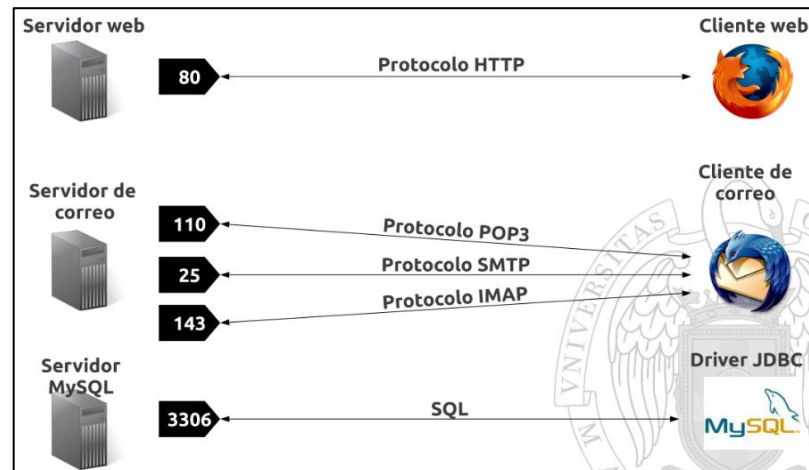 Servidor web
Cliente web
80
Protocolo HTTP
Servidor de
correo
Cliente de
correo
110
Protocolo POP3
25
Protocolo SMTP
143
Protocolo IMAP
Servidor
MySQL
Driver JDBC
3306
SQL
MySQL
VNIVERSITAS